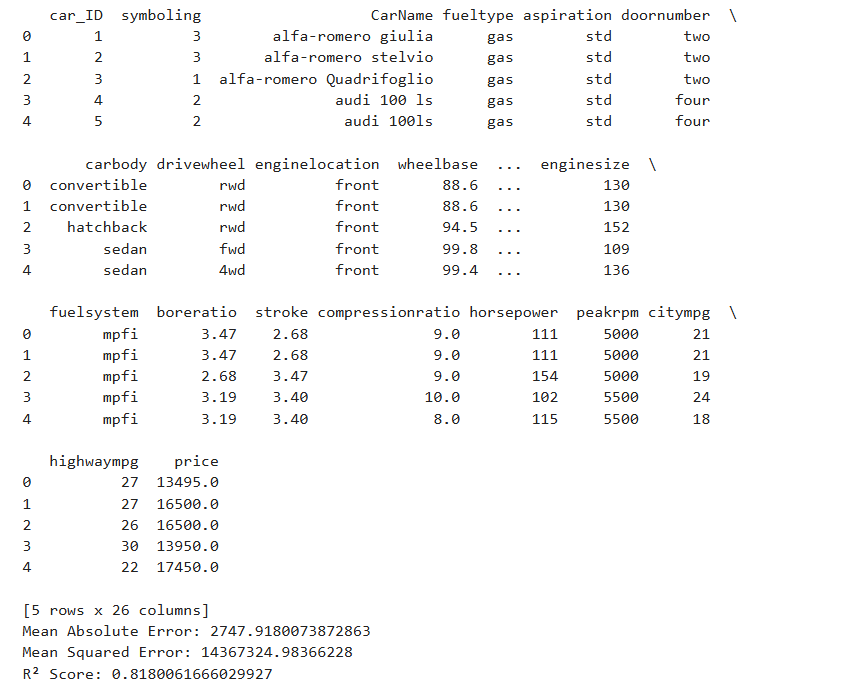 car_ID  symboling                   CarName fueltype aspiration doornumber  \
0       1          3        alfa-romero giulia      gas        std        two
1       2          3       alfa-romero stelvio      gas        std        two
2       3          1  alfa-romero Quadrifoglio      gas        std        two
3       4          2               audi 100 ls      gas        std       four
4       5          2                audi 100ls      gas        std       four
       carbody drivewheel enginelocation  wheelbase  ...  enginesize  \
0  convertible        rwd          front       88.6  ...         130
1  convertible        rwd          front       88.6  ...         130
2    hatchback        rwd          front       94.5  ...         152
3        sedan        fwd          front       99.8  ...         109
4        sedan        4wd          front       99.4  ...         136
   fuelsystem  boreratio  stroke compressionratio horsepower  peakrpm citympg  \
0        mpfi       3.47    2.68              9.0        111     5000      21
1        mpfi       3.47    2.68              9.0        111     5000      21
2        mpfi       2.68    3.47              9.0        154     5000      19
3        mpfi       3.19    3.40             10.0        102     5500      24
4        mpfi       3.19    3.40              8.0        115     5500      18
   highwaympg    price
0          27  13495.0
1          27  16500.0
2          26  16500.0
3          30  13950.0
4          22  17450.0
[5 rows x 26 columns]
Mean Absolute Error: 2747.9180073872863
Mean Squared Error: 14367324.98366228
R² Score: 0.8180061666029927